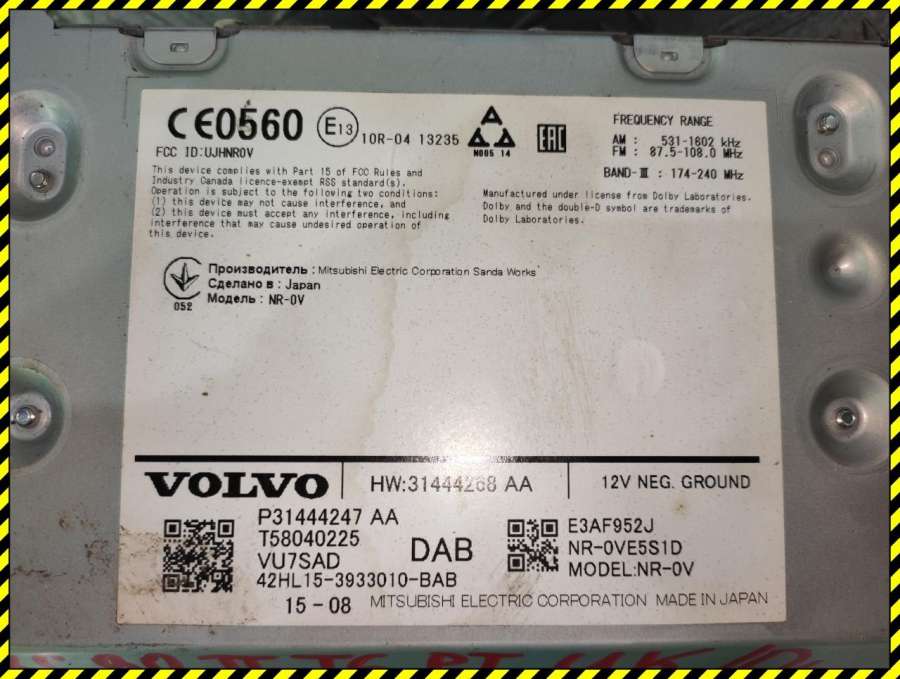 CE0560 E13 10R-04 13235 N005 14 EAC
FCC ID:UJHNR0V
This device complies with Part 15 of FCC Rules and
Industry Canada licence-exempt RSS standard(s).
Operation is subject to the following two conditions:
(1) this device may not cause interference, and
(2) this device must accept any interference, including
interference that may cause undesired operation of
this device.
FREQUENCY RANGE
AM : 531-1602 kHz
FM : 87.5-108.0 MHz
BAND-Ⅲ : 174-240 MHz
Manufactured under license from Dolby Laboratories.
Dolby and the double-D symbol are trademarks of
Dolby Laboratories.
052
Производитель : Mitsubishi Electric Corporation Sanda Works
Сделано в : Japan
Модель: NR-0V
VOLVO HW:31444268 AA 12V NEG. GROUND
P31444247 AA
T58040225
VU7SAD
42HL15-3933010-BAB
DAB
E3AF952J
NR-0VE5S1D
MODEL:NR-0V
15-08 MITSUBISHI ELECTRIC CORPORATION MADE IN JAPAN